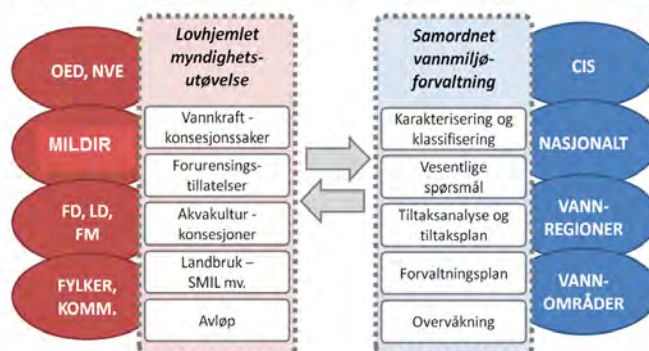 OED, NVE
MILDIR
FD, LD,
FM
FYLKER,
KOMM.
Lovhjemlet
myndighets-
utøvelse
Vannkraft -
konsesjonssaker
Forurensings-
tillatelser
Akvakultur -
konsesjoner
Landbruk –
SMIL mv.
Avløp
Samordnet
vannmiljø-
forvaltning
Karakterisering og
klassifisering
Vesentlige
spørsmål
Tiltaksanalyse og
tiltaksplan
Forvaltningsplan
Overvåkning
CIS
NASJONALT
VANN-
REGIONER
VANN-
OMRÅDER